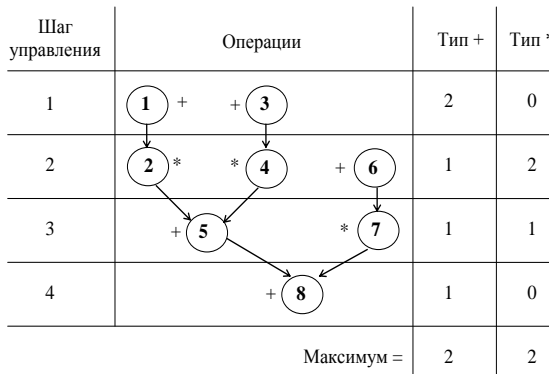 Шаг управления Операции Тип + Тип *
1 1 + + 3 2 0
2 2 * * 4 + 6 1 2
3 + 5 * 7 1 1
4 + 8 1 0
Максимум = 2 2